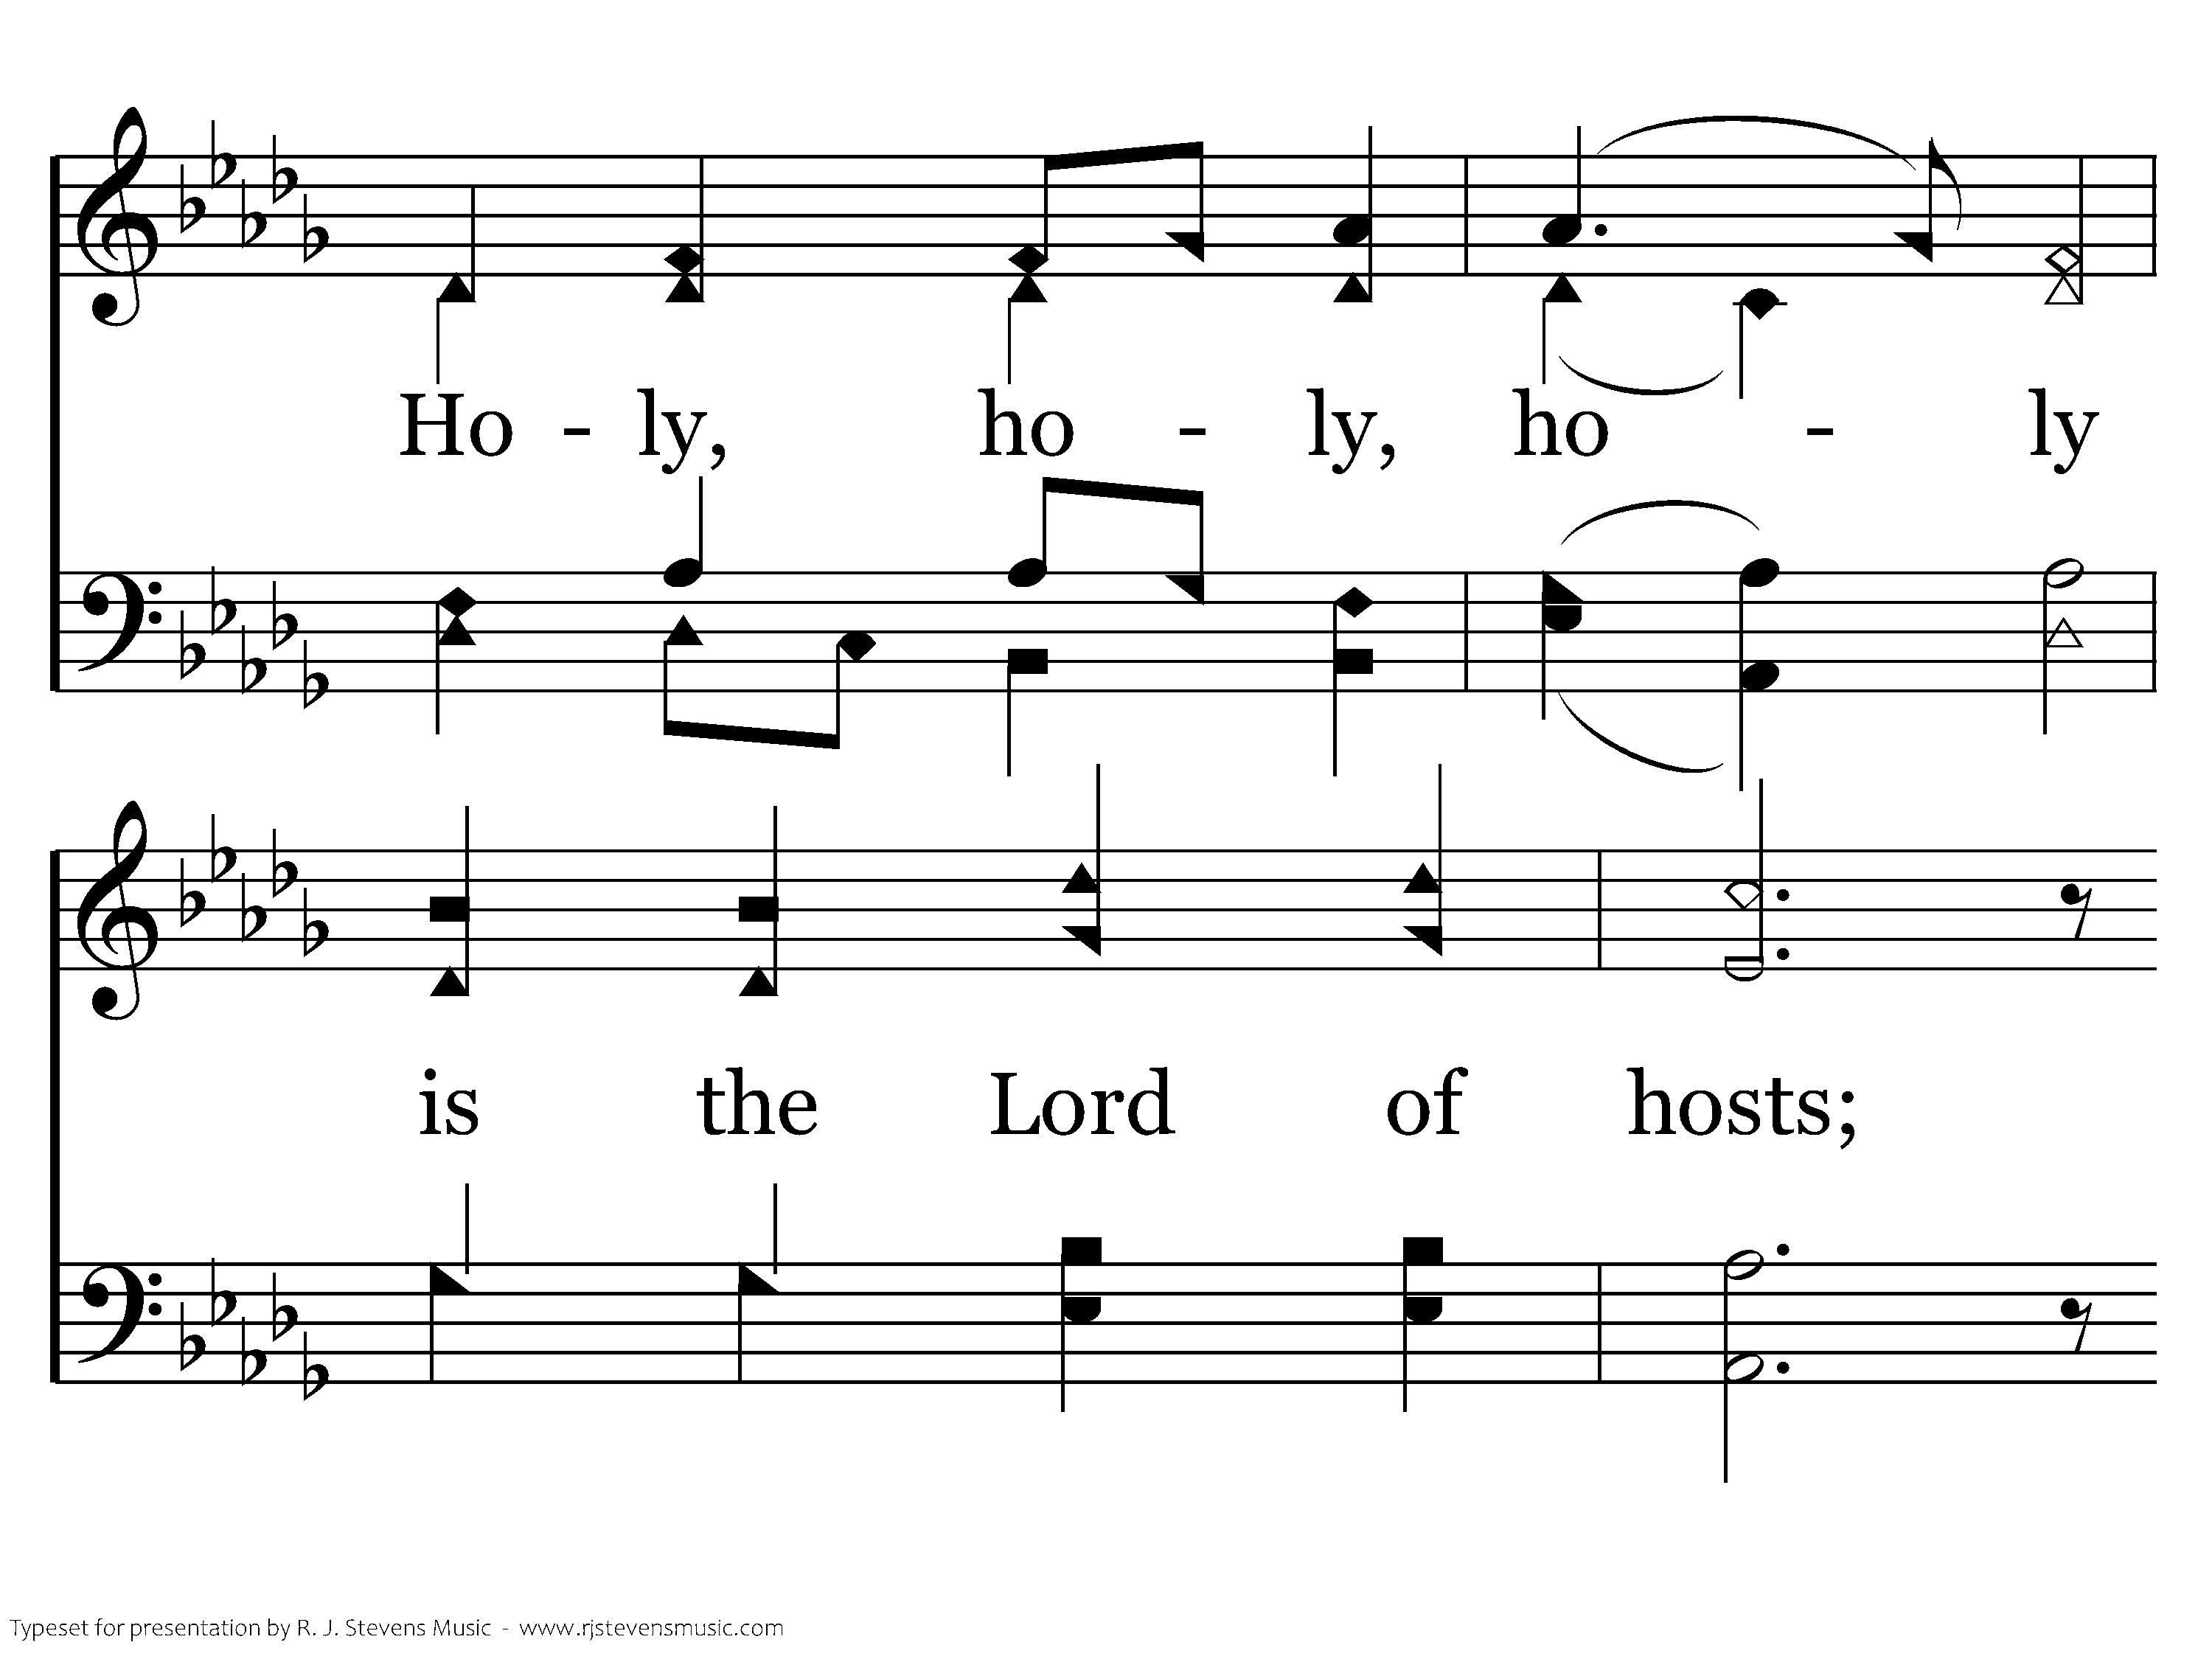 Ho - ly, ho - ly, ho - ly
is the Lord of hosts;
Typeset for presentation by R. J. Stevens Music - www.rjstevensmusic.com